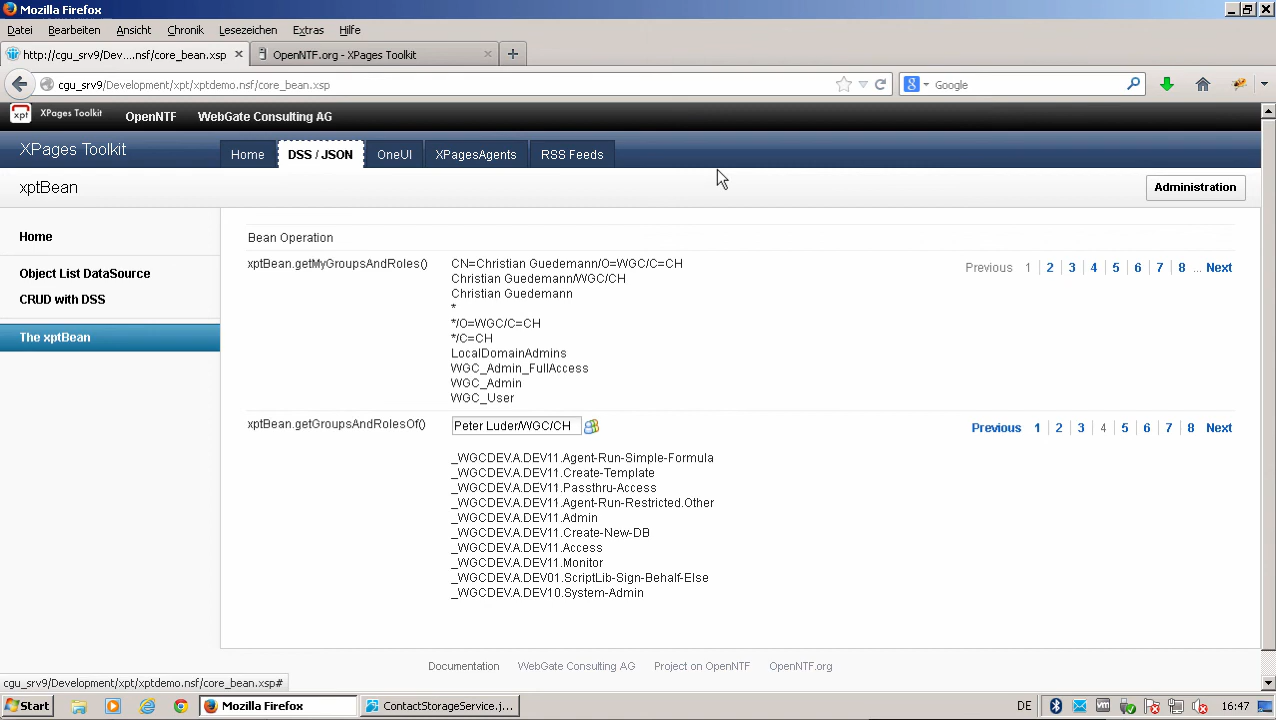 Mozilla Firefox
Datei Bearbeiten Ansicht Chronik Lesezeichen Extras Hilfe
http://cgu_srv9/Dev....nsf/core_bean.xsp OpenNTF.org - XPages Toolkit
cgu_srv9/Development/xpt/xptdemo.nsf/core_bean.xsp Google
xpt XPages Toolkit OpenNTF WebGate Consulting AG
XPages Toolkit Home DSS / JSON OneUI XPagesAgents RSS Feeds
xptBean Administration
Home
Object List DataSource
CRUD with DSS
The xptBean
Bean Operation
xptBean.getMyGroupsAndRoles() CN=Christian Guedemann/O=WGC/C=CH Previous 1 2 3 4 5 6 7 8 ... Next
Christian Guedemann/WGC/CH
Christian Guedemann
*
*/O=WGC/C=CH
*/C=CH
LocalDomainAdmins
WGC_Admin_FullAccess
WGC_Admin
WGC_User
xptBean.getGroupsAndRolesOf() Peter Luder/WGC/CH Previous 1 2 3 4 5 6 7 8 Next
_WGCDEV.A.DEV11.Agent-Run-Simple-Formula
_WGCDEV.A.DEV11.Create-Template
_WGCDEV.A.DEV11.Passthru-Access
_WGCDEV.A.DEV11.Agent-Run-Restricted.Other
_WGCDEV.A.DEV11.Admin
_WGCDEV.A.DEV11.Create-New-DB
_WGCDEV.A.DEV11.Access
_WGCDEV.A.DEV11.Monitor
_WGCDEV.A.DEV01.ScriptLib-Sign-Behalf-Else
_WGCDEV.A.DEV10.System-Admin
Documentation WebGate Consulting AG Project on OpenNTF OpenNTF.org
cgu_srv9/Development/xpt/xptdemo.nsf/core_bean.xsp#
Start Mozilla Firefox ContactStorageService.j... DE 16:47